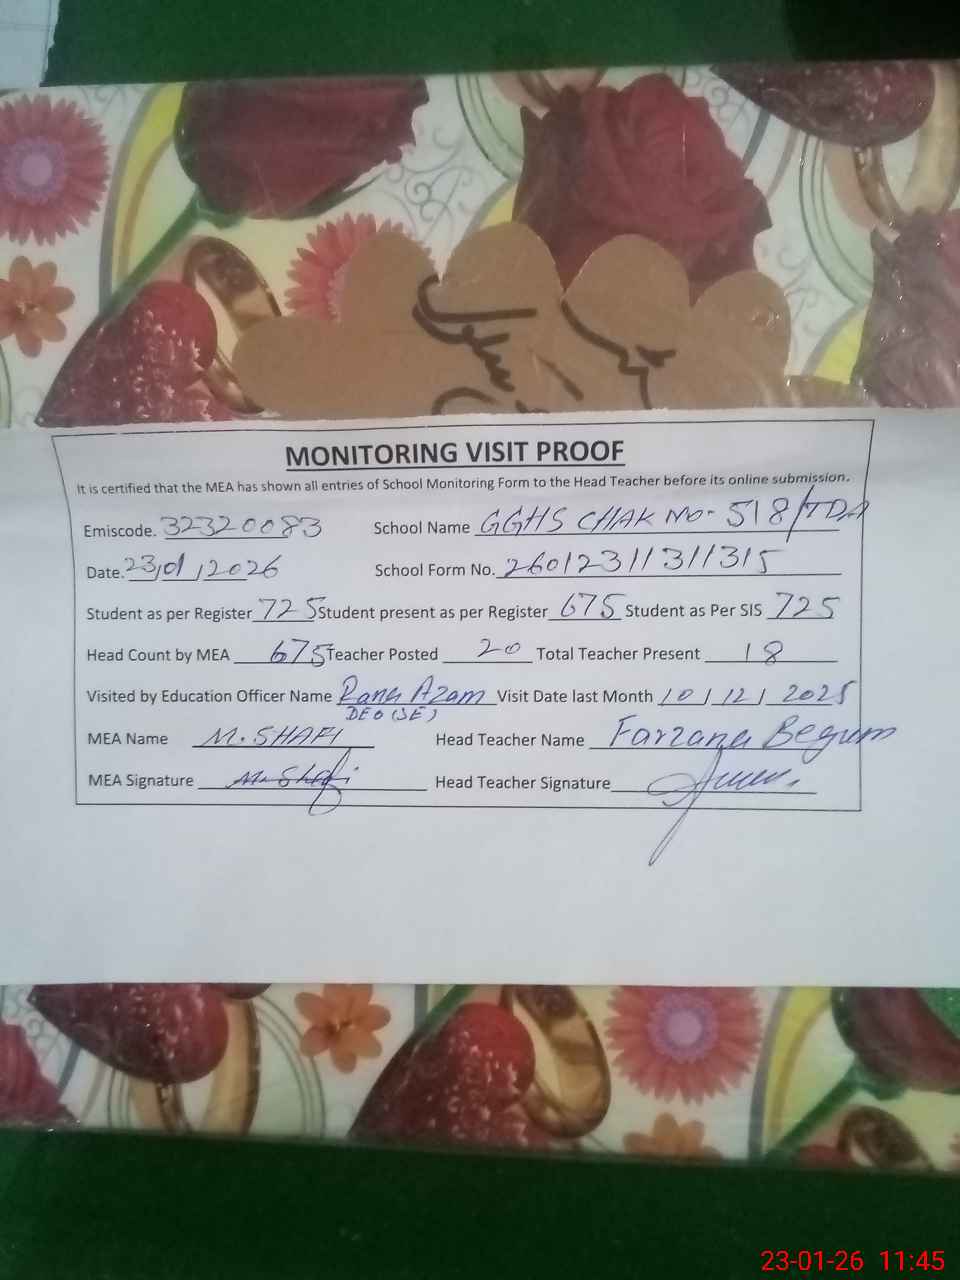 MONITORING VISIT PROOF
It is certified that the MEA has shown all entries of School Monitoring Form to the Head Teacher before its online submission.
Emiscode. 32320083 School Name GGHS CHAK NO- 518/TDA
Date. 23/01/2026 School Form No. 26012311311315
Student as per Register 725 Student present as per Register 675 Student as Per SIS 725
Head Count by MEA 675 Teacher Posted 20 Total Teacher Present 18
Visited by Education Officer Name Rana Azam Visit Date last Month 10/12/2025
DEO (SE)
MEA Name M. SHAFI Head Teacher Name Farzana Begum
MEA Signature M. Shafi Head Teacher Signature
23-01-26 11:45